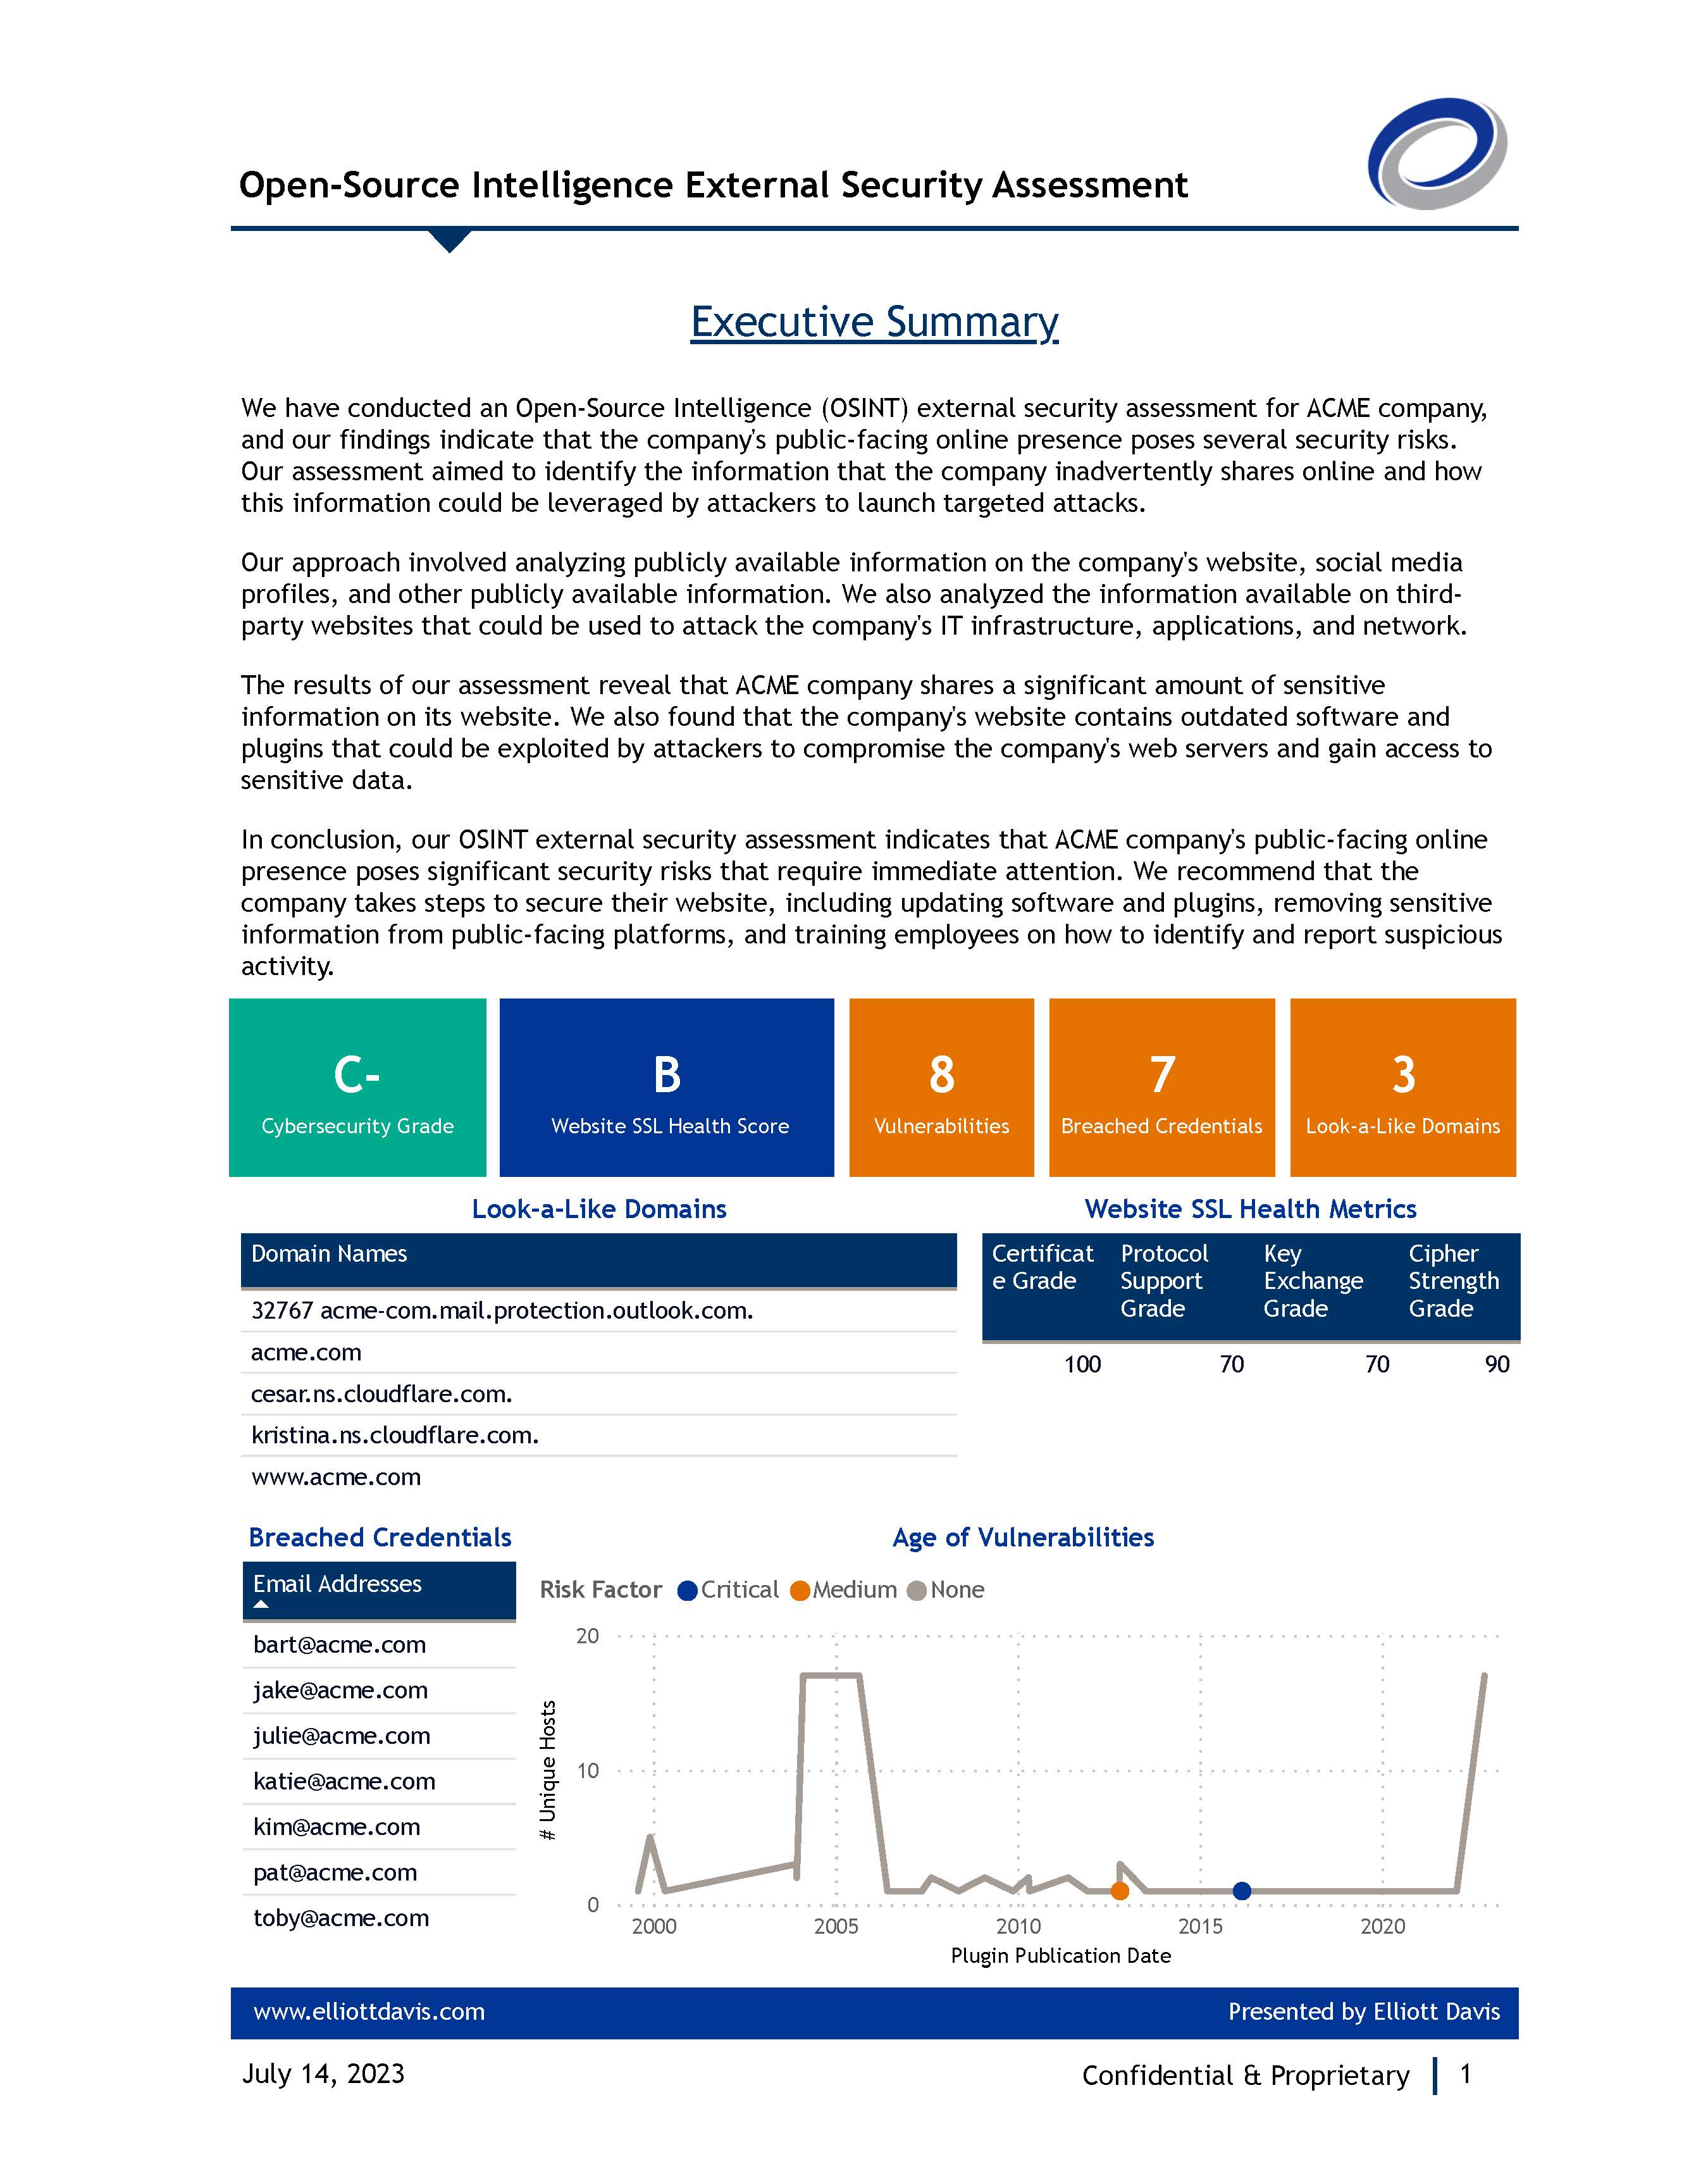 Open-Source Intelligence External Security Assessment
Executive Summary
We have conducted an Open-Source Intelligence (OSINT) external security assessment for ACME company,
and our findings indicate that the company's public-facing online presence poses several security risks.
Our assessment aimed to identify the information that the company inadvertently shares online and how
this information could be leveraged by attackers to launch targeted attacks.
Our approach involved analyzing publicly available information on the company's website, social media
profiles, and other publicly available information. We also analyzed the information available on third-
party websites that could be used to attack the company's IT infrastructure, applications, and network.
The results of our assessment reveal that ACME company shares a significant amount of sensitive
information on its website. We also found that the company's website contains outdated software and
plugins that could be exploited by attackers to compromise the company's web servers and gain access to
sensitive data.
In conclusion, our OSINT external security assessment indicates that ACME company's public-facing online
presence poses significant security risks that require immediate attention. We recommend that the
company takes steps to secure their website, including updating software and plugins, removing sensitive
information from public-facing platforms, and training employees on how to identify and report suspicious
activity.
C-
Cybersecurity Grade
B
Website SSL Health Score
8
Vulnerabilities
7
Breached Credentials
3
Look-a-Like Domains
Look-a-Like Domains
Domain Names
32767 acme-com.mail.protection.outlook.com.
acme.com
cesar.ns.cloudflare.com.
kristina.ns.cloudflare.com.
www.acme.com
Website SSL Health Metrics
Certificat Protocol Key Cipher
e Grade Support Exchange Strength
Grade Grade Grade
100 70 70 90
Breached Credentials
Email Addresses
bart@acme.com
jake@acme.com
julie@acme.com
katie@acme.com
kim@acme.com
pat@acme.com
toby@acme.com
Age of Vulnerabilities
Risk Factor Critical Medium None
# Unique Hosts
20
10
0
2000 2005 2010 2015 2020
Plugin Publication Date
www.elliottdavis.com Presented by Elliott Davis
July 14, 2023 Confidential & Proprietary 1